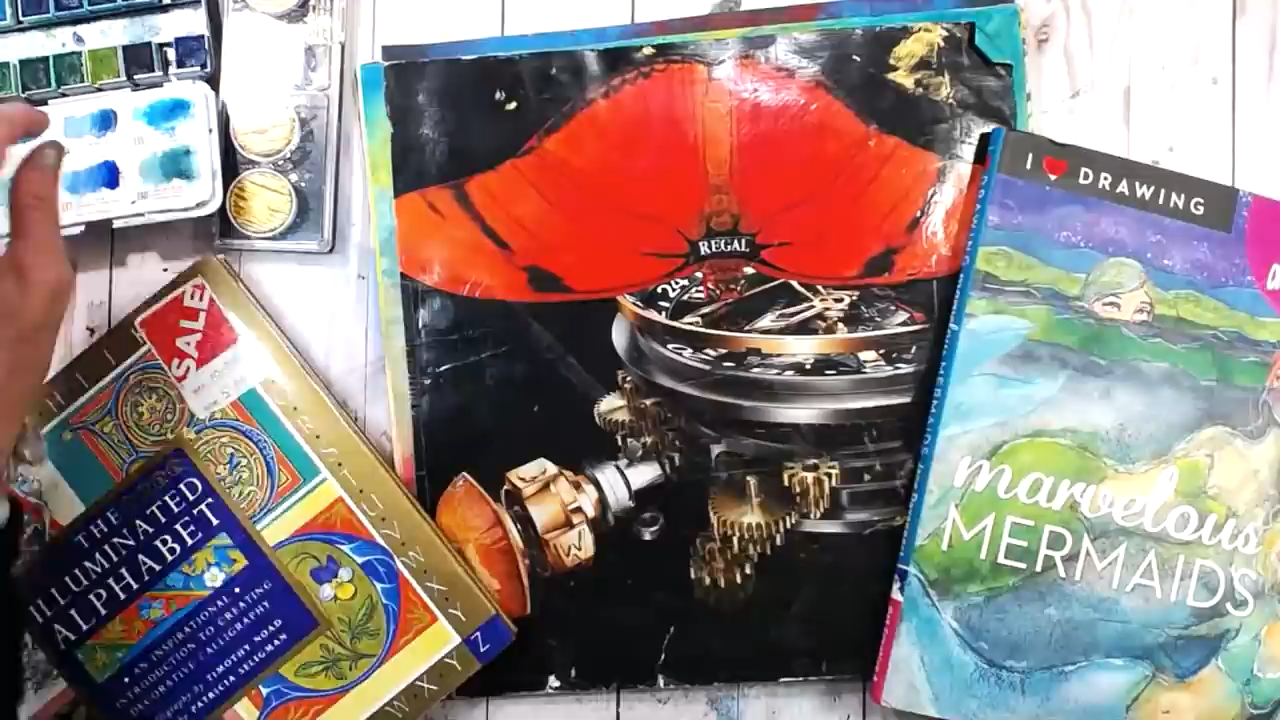 SALE
THE
ILLUMINATED
ALPHABET
AN INSPIRATIONAL
INTRODUCTION TO CREATING
DECORATIVE CALLIGRAPHY
by TIMOTHY NOAD
PATRICIA SELIGMAN
W·X·Y Z
REGAL
24
I ♥ DRAWING
marvelous
MERMAIDS